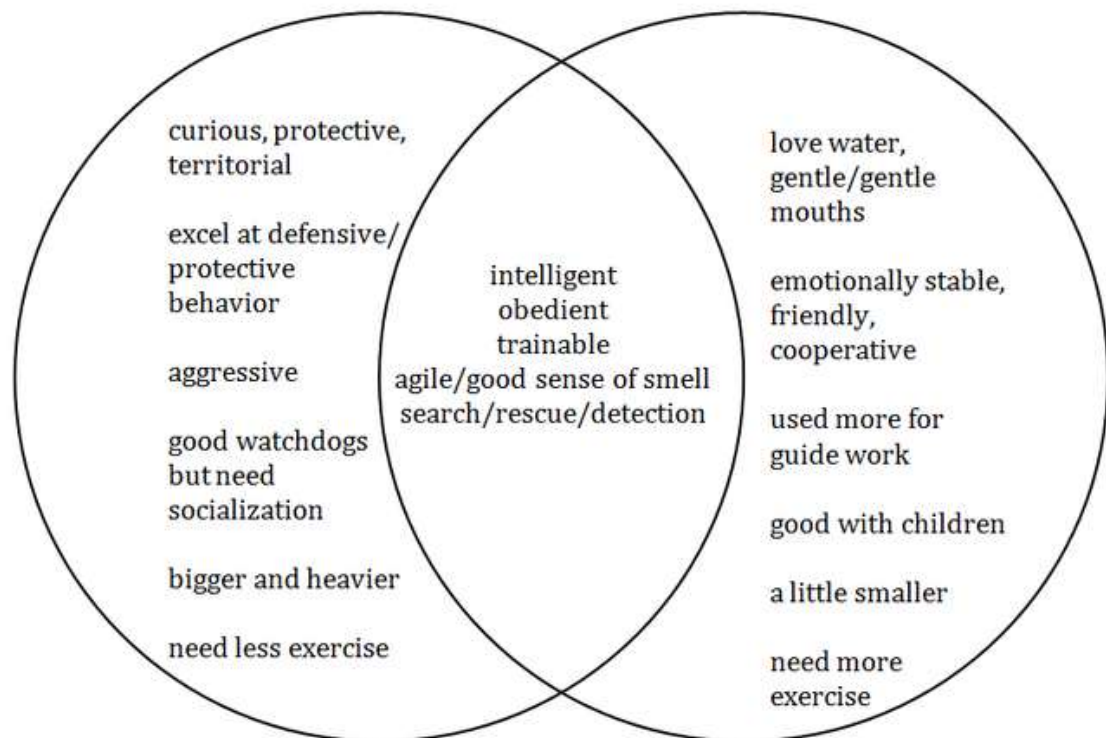 curious, protective,
territorial
excel at defensive/
protective
behavior
aggressive
good watchdogs
but need
socialization
bigger and heavier
need less exercise
intelligent
obedient
trainable
agile/good sense of smell
search/rescue/detection
love water,
gentle/gentle
mouths
emotionally stable,
friendly,
cooperative
used more for
guide work
good with children
a little smaller
need more
exercise